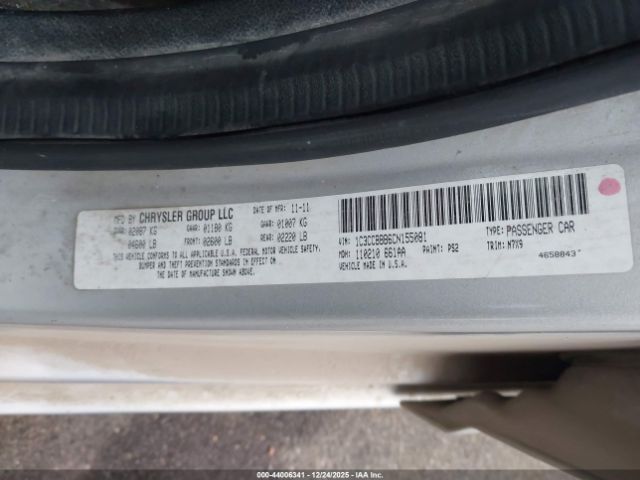 MFD BY CHRYSLER GROUP LLC DATE OF MFR: 11-11
GVWR: 02087 KG GAWR: 01180 KG GAWR: 01007 KG
04600 LB FRONT: 02600 LB REAR: 02220 LB
THIS VEHICLE CONFORMS TO ALL APPLICABLE U.S.A. FEDERAL MOTOR VEHICLE SAFETY,
BUMPER AND THEFT PREVENTION STANDARDS IN EFFECT ON
THE DATE OF MANUFACTURE SHOWN ABOVE.
VEHICLE MADE IN U.S.A.
VIN: 1C3CCBBB6CN155091 TYPE: PASSENGER CAR
MDH: 110210 661AA PAINT: PS2 TRIM: M7X9
4658843
-44006341 - 12/24/2025 - IAAI.com